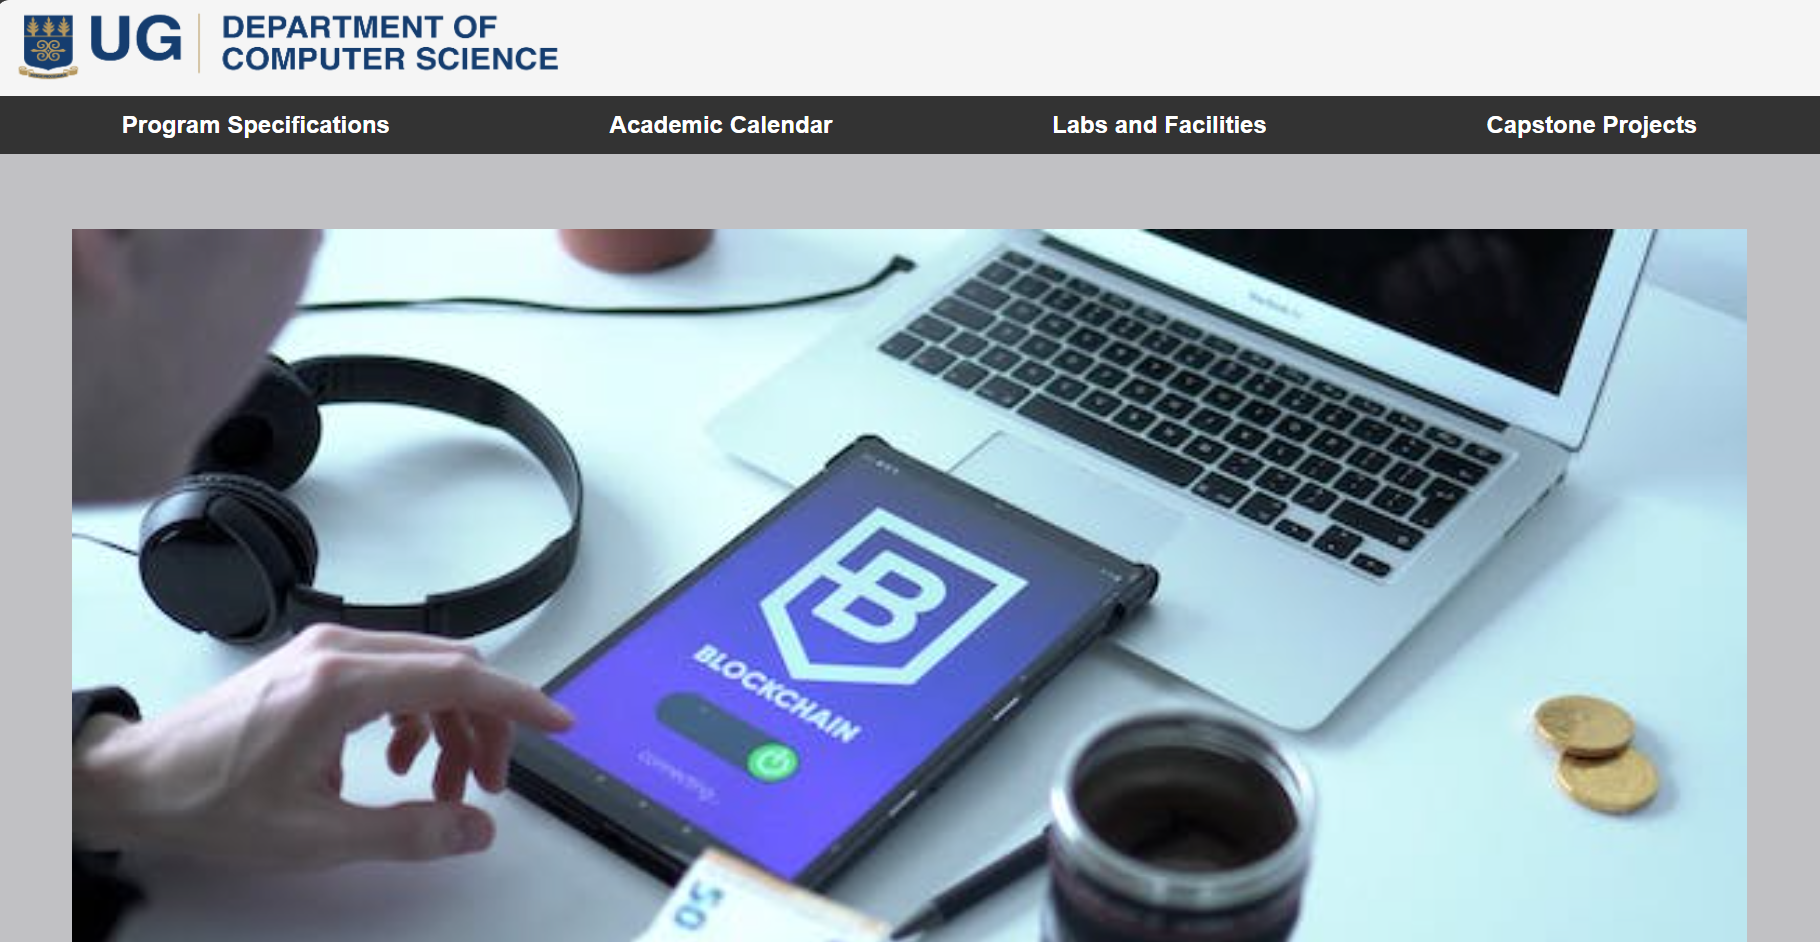 UG
DEPARTMENT OF
COMPUTER SCIENCE
Program Specifications
Academic Calendar
Labs and Facilities
Capstone Projects
B
BLOCKCHAIN
connecting...
50